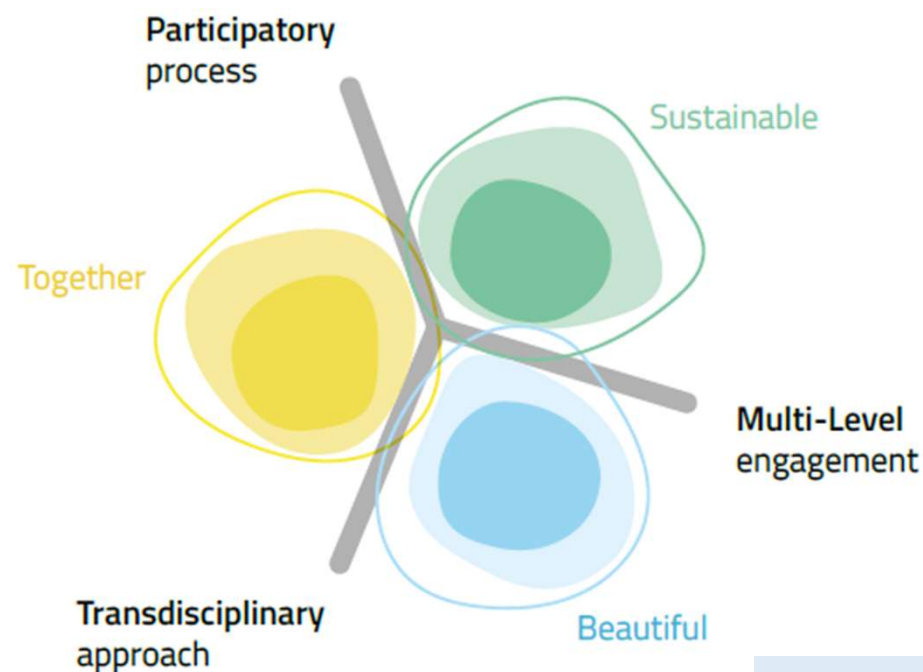 Participatory
process
Sustainable
Together
Multi-Level
engagement
Transdisciplinary
approach
Beautiful